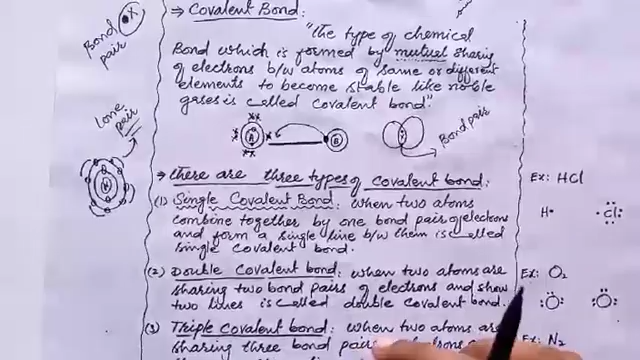 ⇒ Covalent Bond:
"The type of chemical
Bond which is formed by mutuel sharing
of electrons b/w atoms of same or different
elements to become stable like noble
gases is called covalent bond".
Bond
pair
X
Lone
pair
A
B
Bond pair
⇒ There are three types of covalent bond:
(1) Single Covalent Bond: when two atoms
combine together by one bond pair of electrons
and form a single line b/w them is called
single covalent bond.
(2) Double covalent bond: when two atoms are
sharing two bond pairs of electrons and show
two lines is called double covalent bond.
(3) Triple covalent bond: when two atoms are
sharing three bond pairs
Ex: HCl
H•
•Cl:
Ex: O2
:O: :O:
Ex: N2